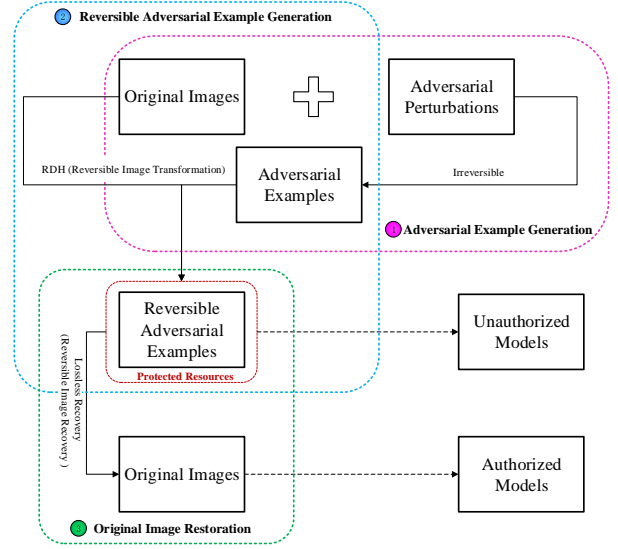 2 Reversible Adversarial Example Generation
Original Images
Adversarial
Perturbations
RDH (Reversible Image Transformation)
Adversarial
Examples
Irreversible
1 Adversarial Example Generation
Reversible
Adversarial
Examples
Protected Resources
Unauthorized
Models
Lossless Recovery
(Reversible Image Recovery )
Original Images
Authorized
Models
3 Original Image Restoration